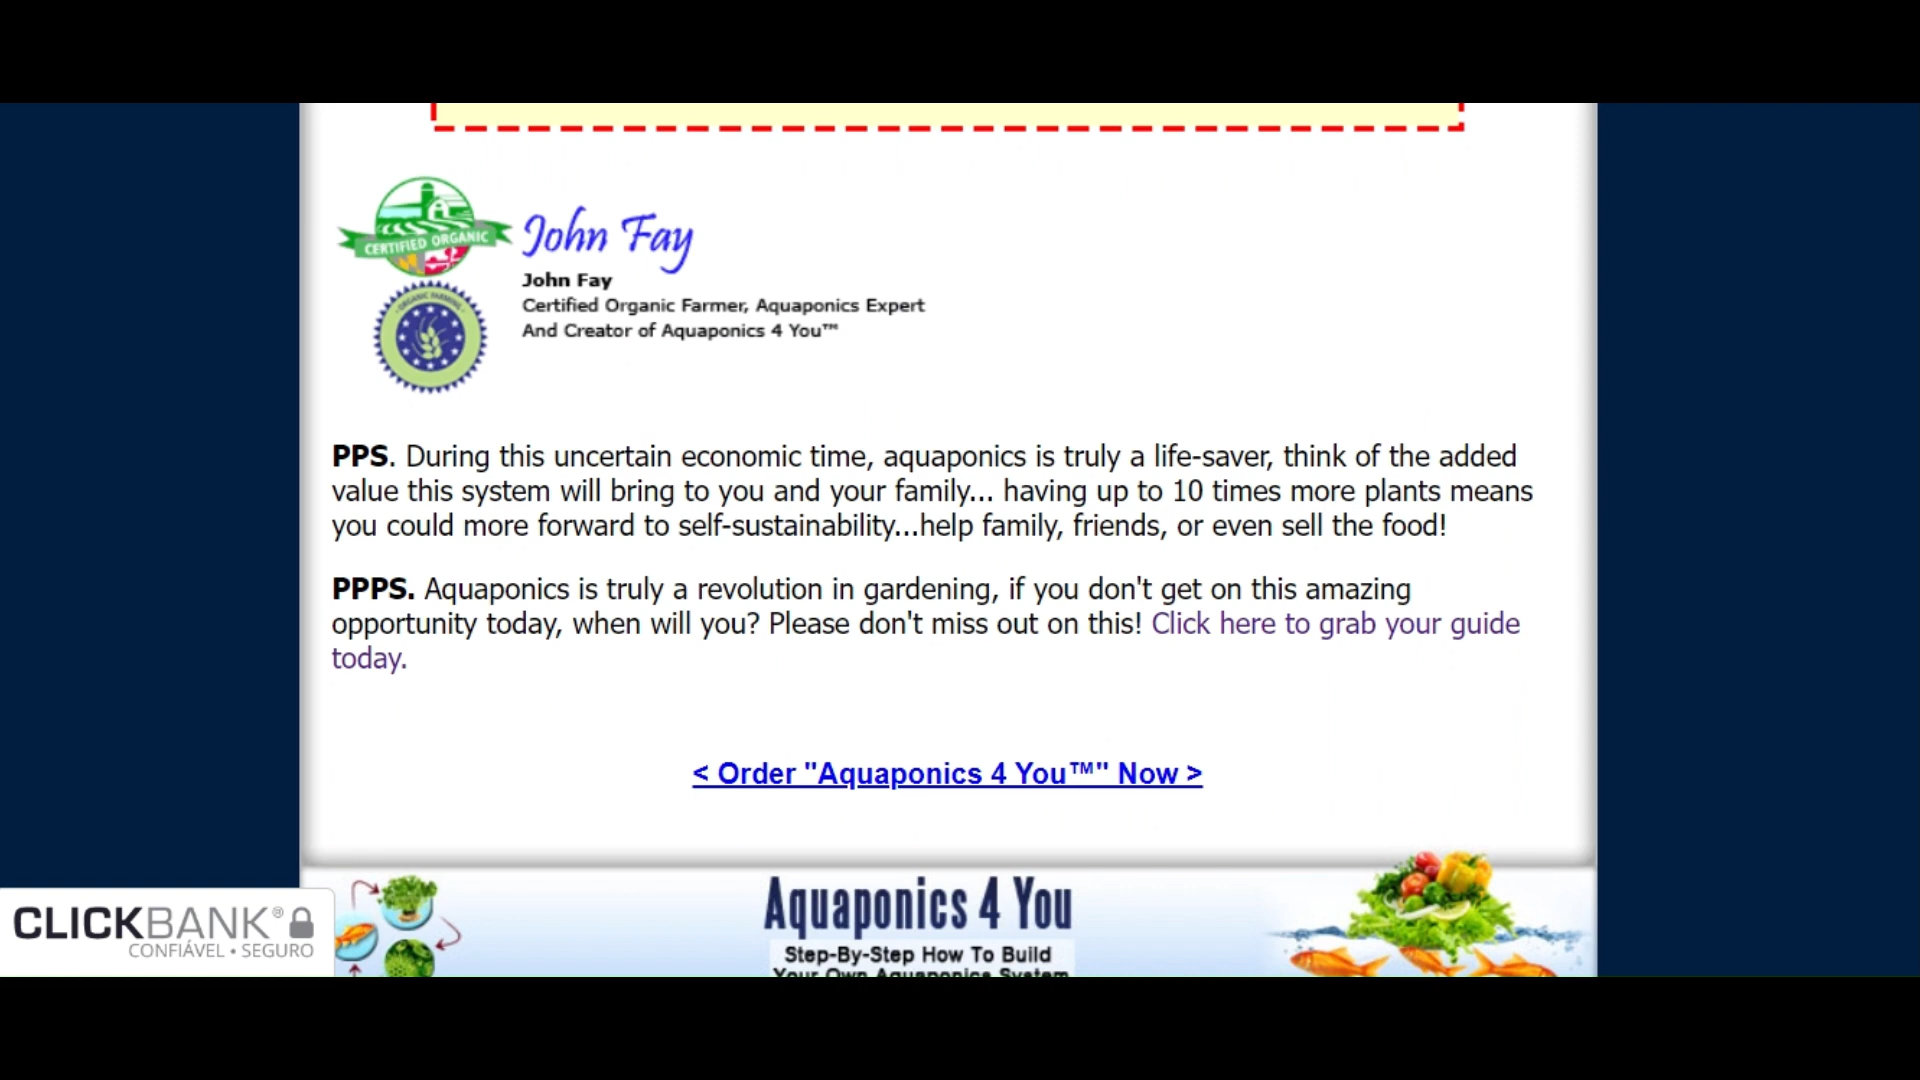 CERTIFIED ORGANIC
John Fay
ORGANIC FARMING
John Fay
Certified Organic Farmer, Aquaponics Expert
And Creator of Aquaponics 4 You™
PPS. During this uncertain economic time, aquaponics is truly a life-saver, think of the added
value this system will bring to you and your family... having up to 10 times more plants means
you could more forward to self-sustainability...help family, friends, or even sell the food!
PPPS. Aquaponics is truly a revolution in gardening, if you don't get on this amazing
opportunity today, when will you? Please don't miss out on this! Click here to grab your guide
today.
< Order "Aquaponics 4 You™" Now >
Aquaponics 4 You
Step-By-Step How To Build
Your Own Aquaponics System
CLICKBANK®
CONFIÁVEL • SEGURO